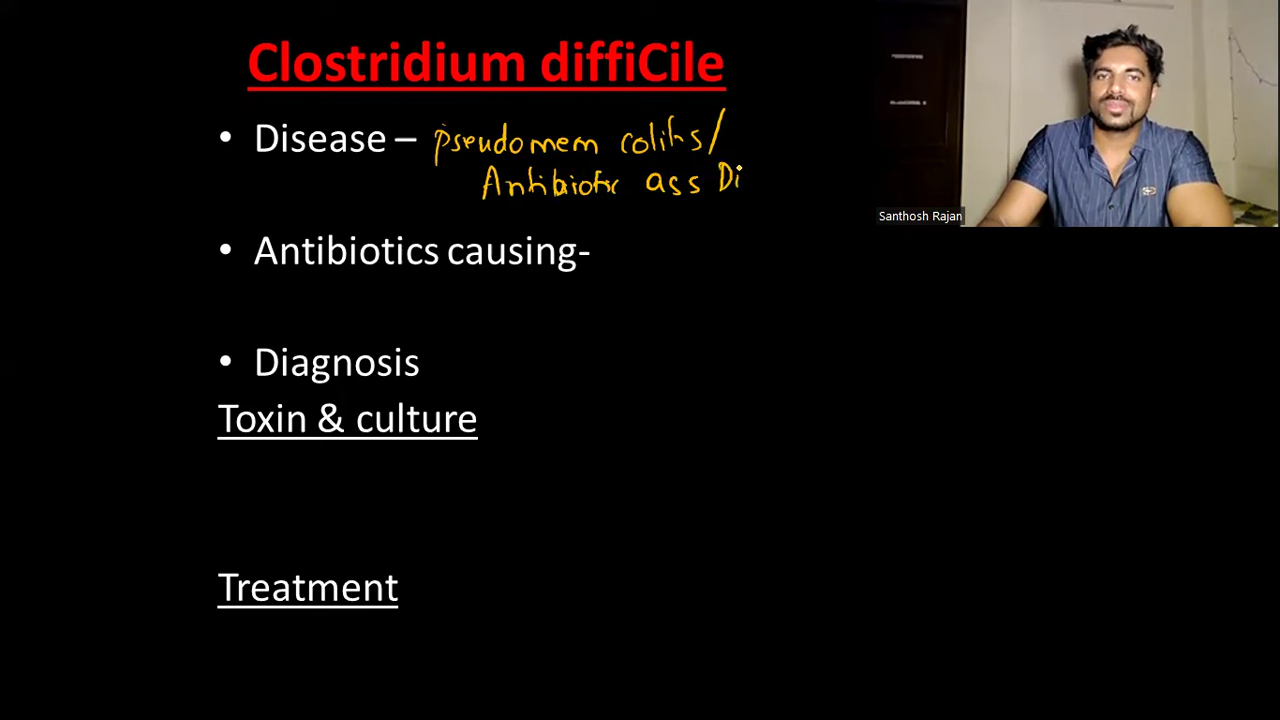 Clostridium diffiCile
• Disease – pseudomem colitis/
Antibiotic ass Di
• Antibiotics causing-
• Diagnosis
Toxin & culture
Treatment
Santhosh Rajan